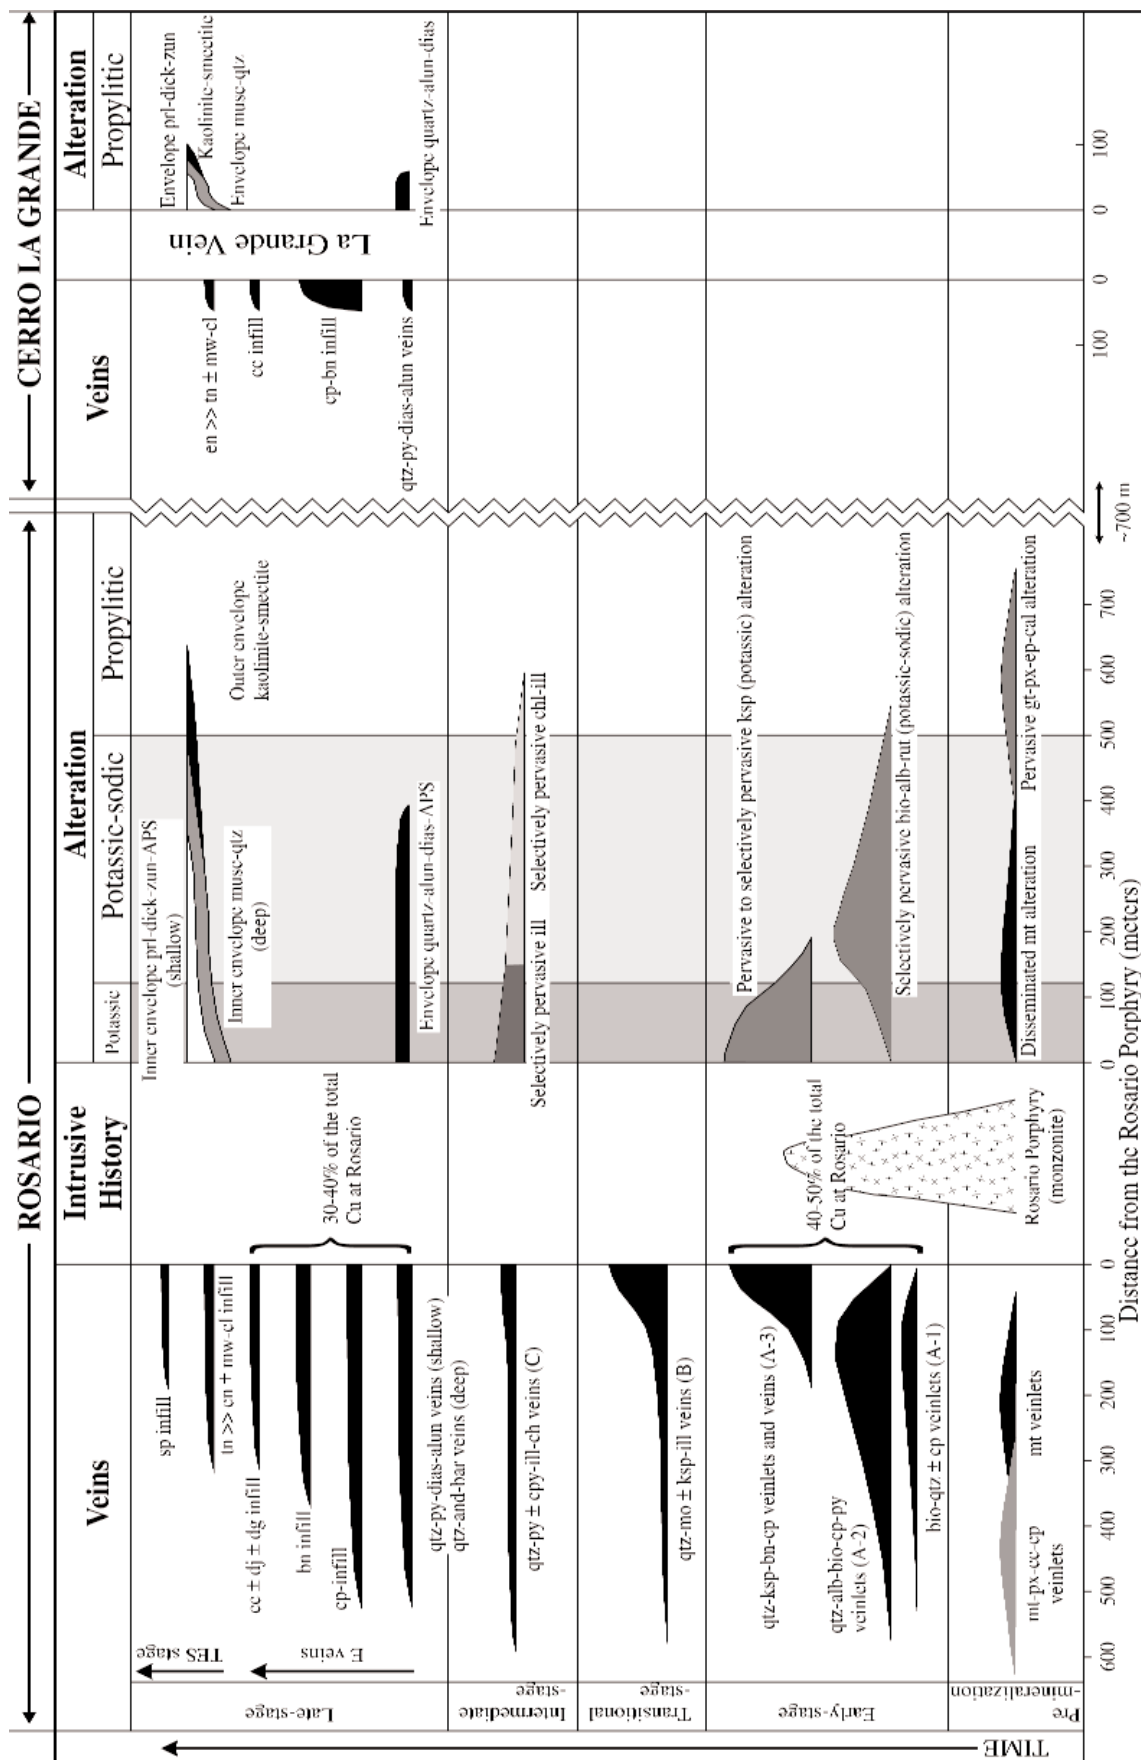 ROSARIO
CERRO LA GRANDE
Veins
Intrusive
History
Alteration
Potassic
Potassic-sodic
Propylitic
Veins
Alteration
Propylitic
TIME
Late-stage
TES stage
E veins
sp infill
tn >> en + mw-cl infill
cc ± dj ± dg infill
bn infill
cp-infill
qtz-py-dias-alun veins (shallow)
qtz-and-bar veins (deep)
30-40% of the total
Cu at Rosario
Inner envelope prl-dick-zun-APS
(shallow)
Inner envelope musc-qtz
(deep)
Outer envelope
kaolinite-smectite
Envelope quartz-alun-dias-APS
en >> tn ± mw-cl
cc infill
cp-bn infill
qtz-py-dias-alun veins
La Grande Vein
Envelope prl-dick-zun
Kaolinite-smectite
Envelope musc-qtz
Envelope quartz-alun-dias
Intermediate
-stage
qtz-py ± cpy-ill-ch veins (C)
Selectively pervasive ill
Selectively pervasive chl-ill
Transitional
-stage
qtz-mo ± ksp-ill veins (B)
Early-stage
qtz-ksp-bn-cp veinlets and veins (A-3)
qtz-alb-bio-cp-py
veinlets (A-2)
bio-qtz ± cp veinlets (A-1)
40-50% of the total
Cu at Rosario
Pervasive to selectively pervasive ksp (potassic) alteration
Selectively pervasive bio-alb-rut (potassic-sodic) alteration
Pre
-mineralization
mt-px-cc-cp
veinlets
mt veinlets
Rosario Porphyry
(monzonite)
Disseminated mt alteration
Pervasive gt-px-ep-cal alteration
600 500 400 300 200 100 0
0 100 200 300 400 500 600 700
~700 m
100 0
0 100
Distance from the Rosario Porphyry (meters)